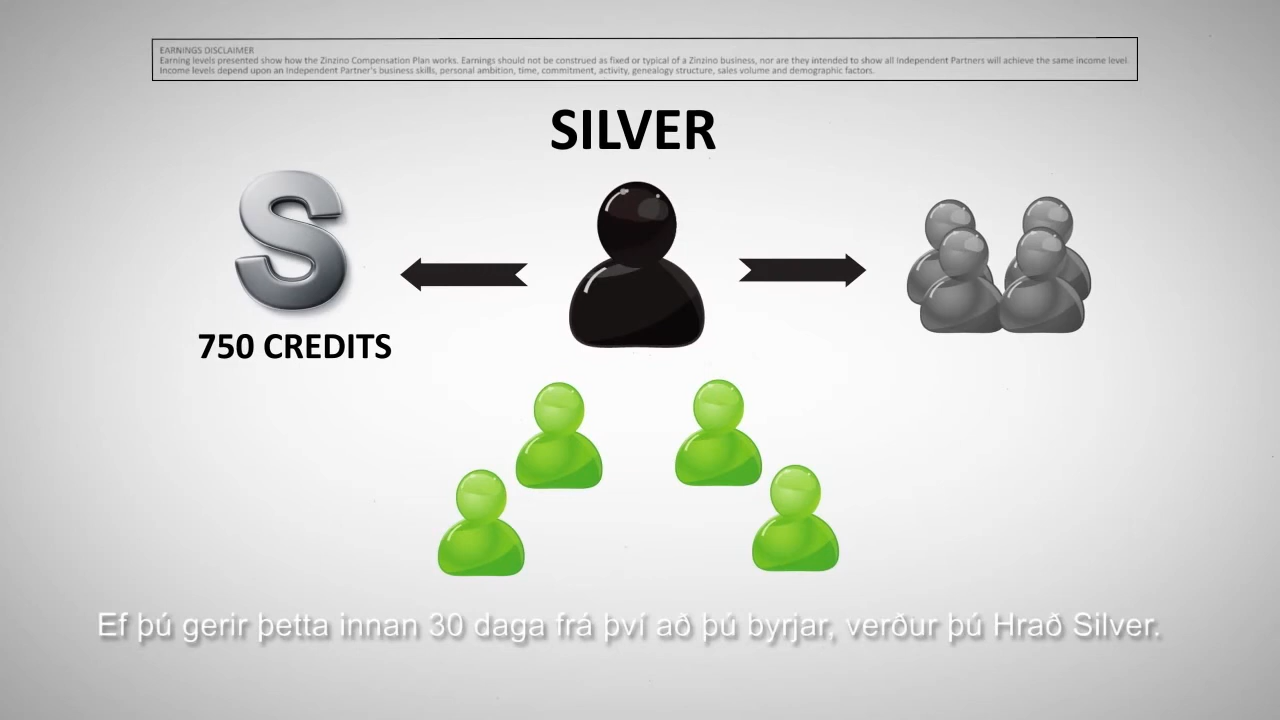 EARNINGS DISCLAIMER
Earning levels presented show how the Zinzino Compensation Plan works. Earnings should not be construed as fixed or typical of a Zinzino business, nor are they intended to show all Independent Partners will achieve the same income level.
Income levels depend upon an Independent Partner's business skills, personal ambition, time, commitment, activity, genealogy structure, sales volume and demographic factors.
SILVER
S
750 CREDITS
Ef þú gerir þetta innan 30 daga frá því að þú byrjar, verður þú Hrað Silver.